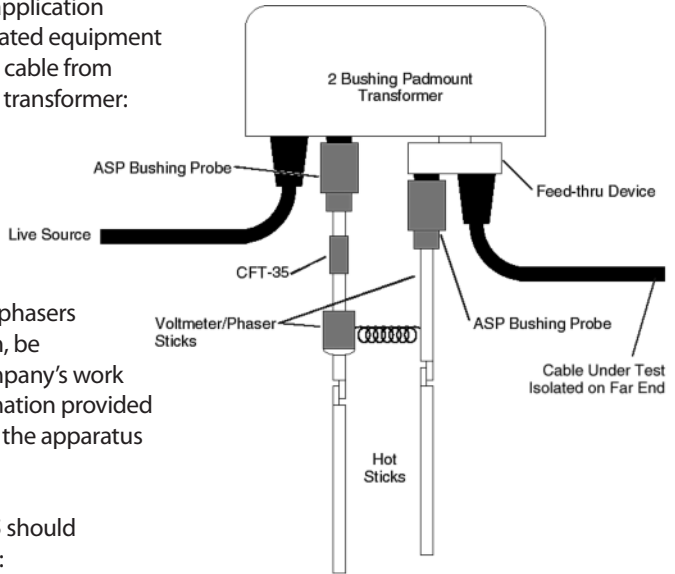 application
ated equipment
cable from
transformer:
2 Bushing Padmount
Transformer
ASP Bushing Probe
Feed-thru Device
Live Source
CFT-35
phasers
, be
mpany's work
nation provided
the apparatus
Voltmeter/Phaser
Sticks
ASP Bushing Probe
Cable Under Test
Isolated on Far End
Hot
Sticks
should
: